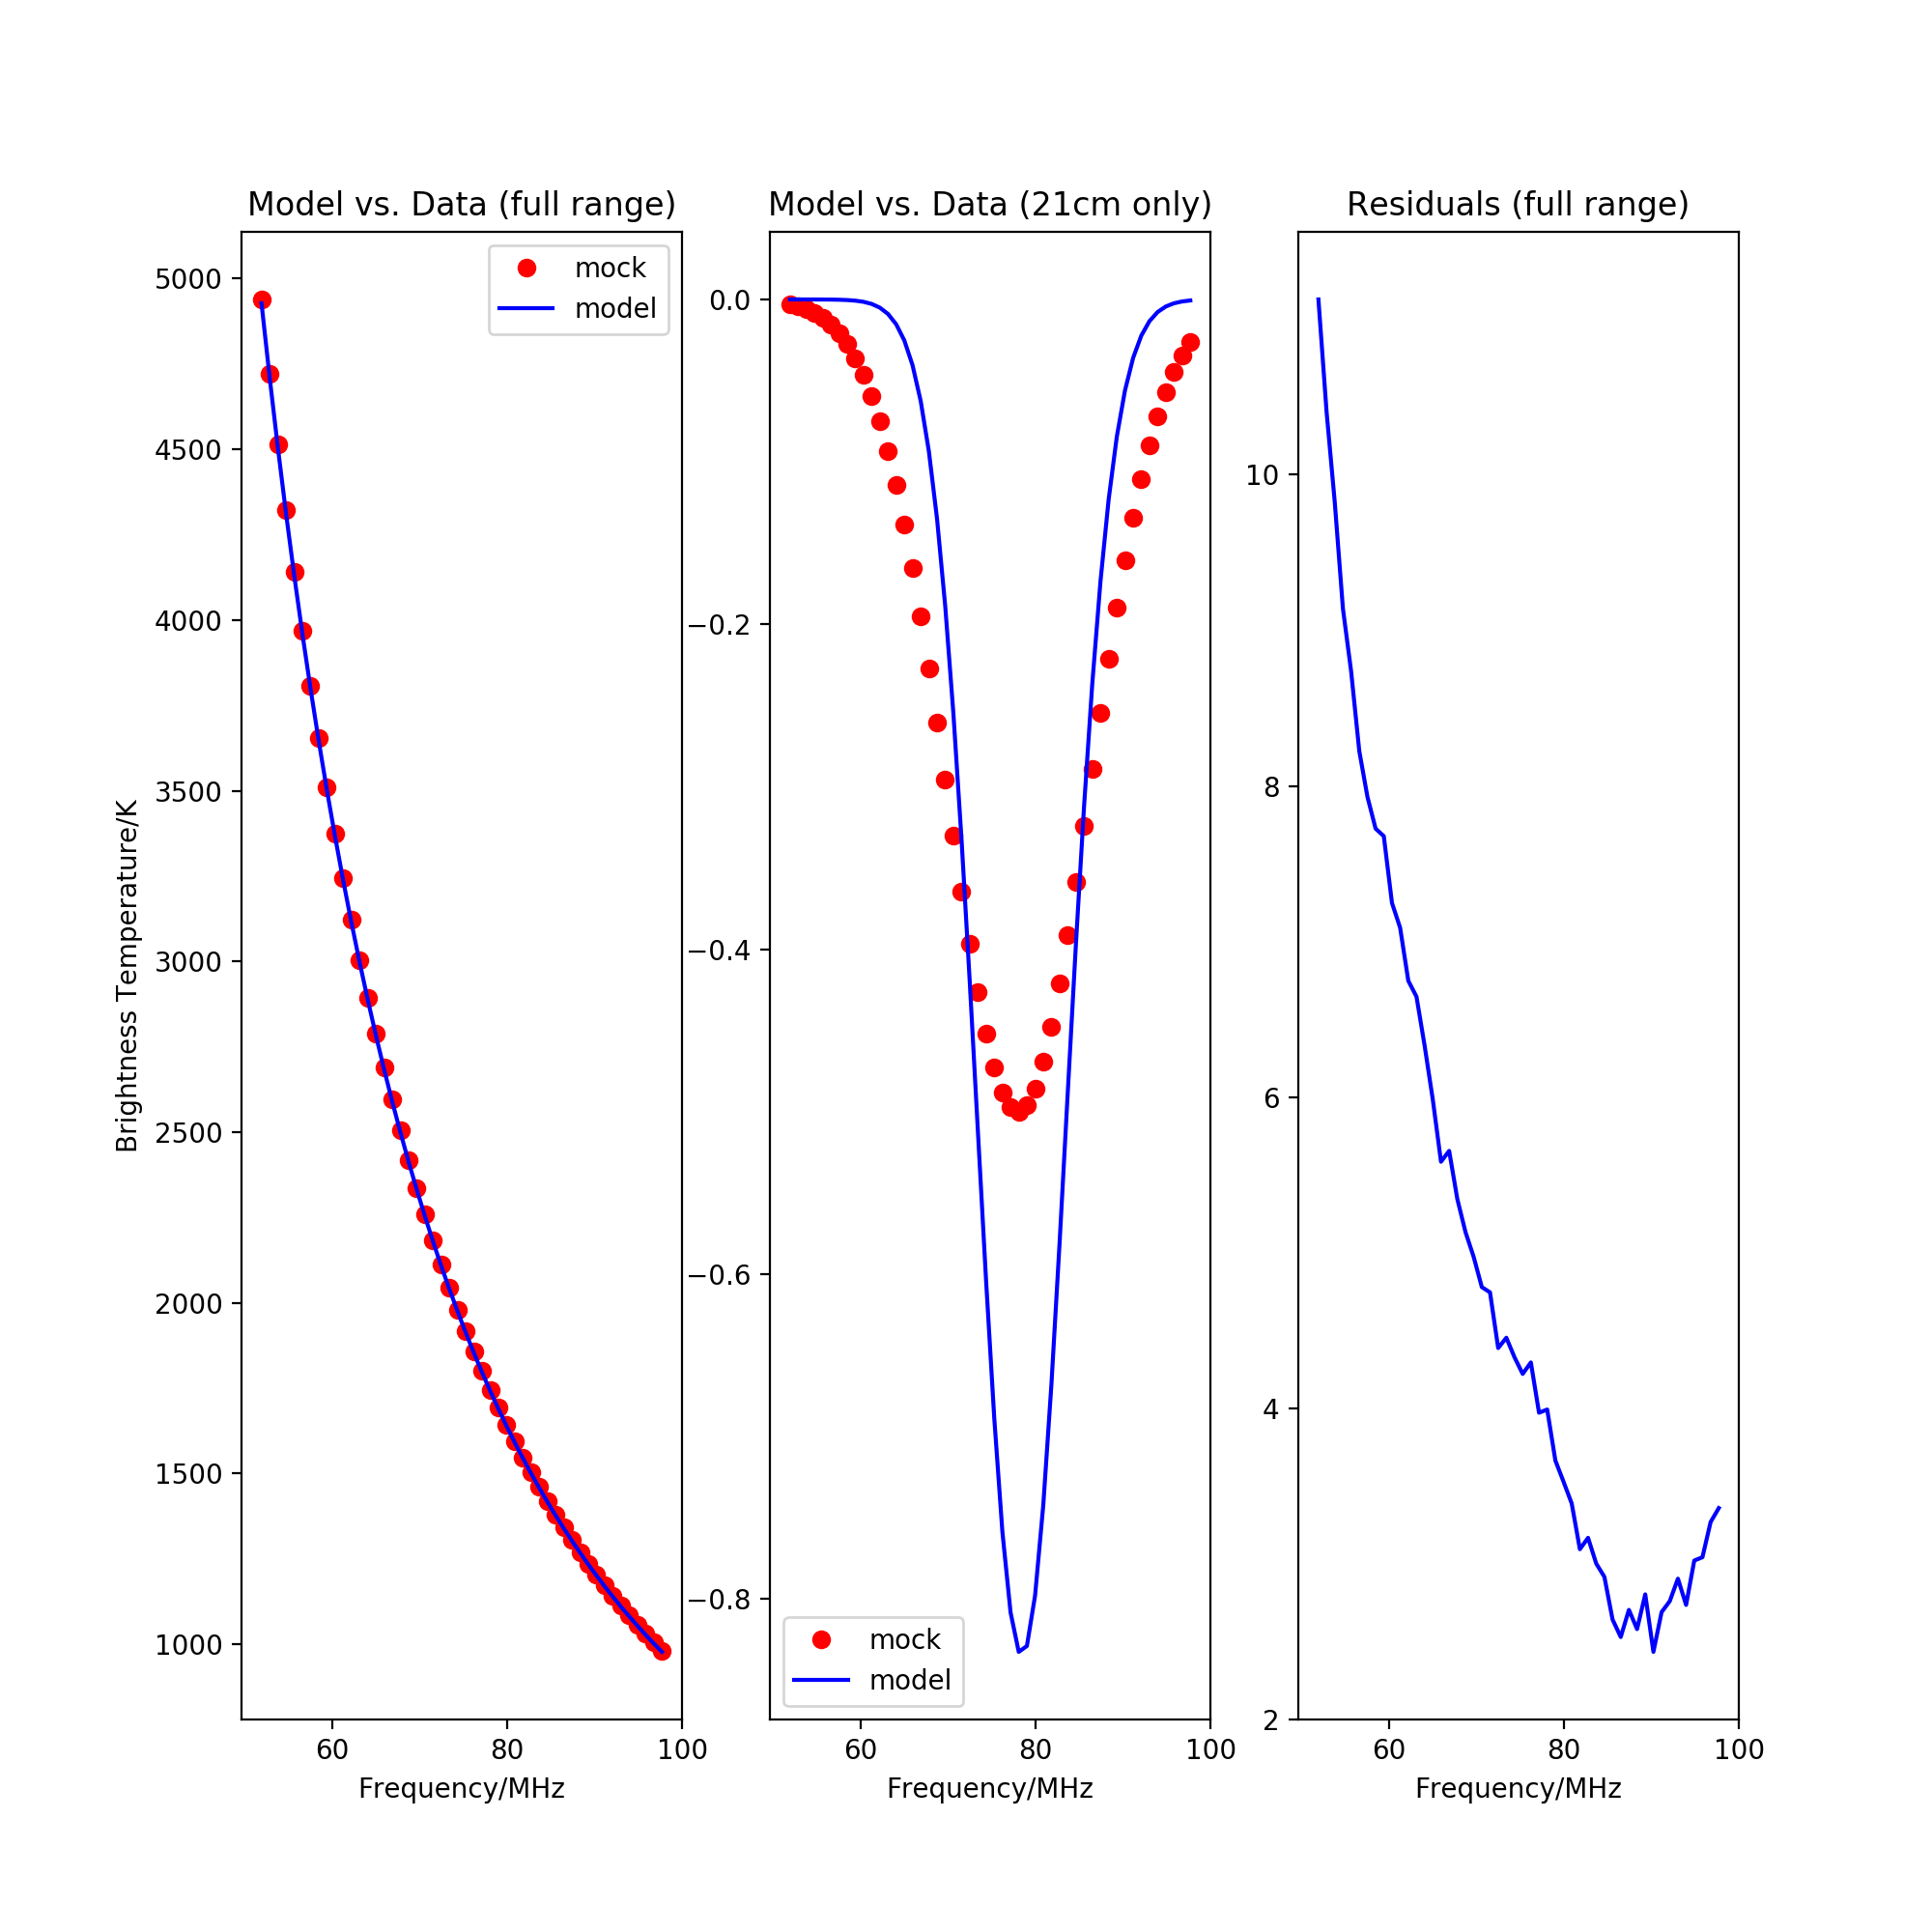 Model vs. Data (full range)
Model vs. Data (21cm only)
Residuals (full range)
mock
model
5000
4500
4000
3500
3000
2500
2000
1500
1000
Brightness Temperature/K
60 80 100
Frequency/MHz
0.0
−0.2
−0.4
−0.6
−0.8
mock
model
60 80 100
Frequency/MHz
10
8
6
4
2
60 80 100
Frequency/MHz